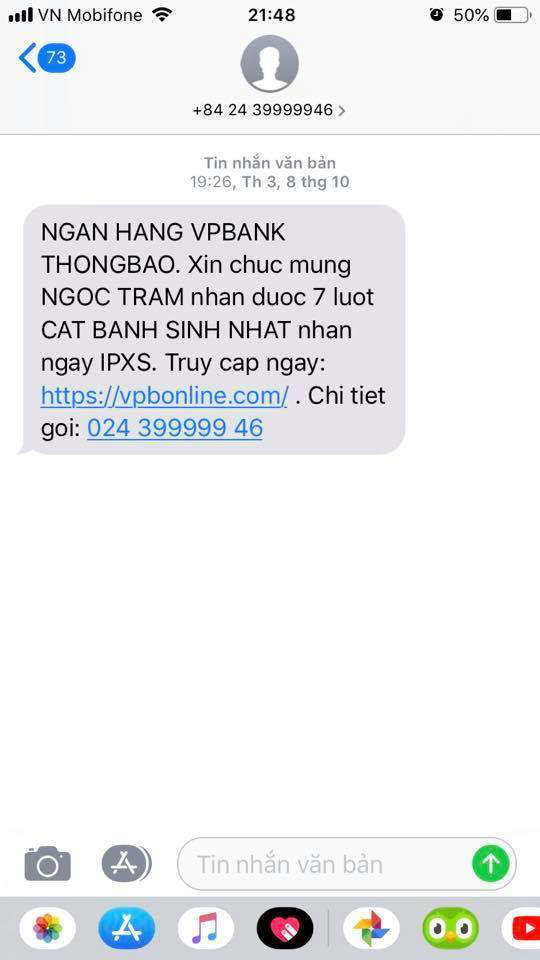 VN Mobifone 21:48 50%
73
+84 24 39999946
Tin nhắn văn bản
19:26, Th 3, 8 thg 10
NGAN HANG VPBANK
THONGBAO. Xin chuc mung
NGOC TRAM nhan duoc 7 luot
CAT BANH SINH NHAT nhan
ngay IPXS. Truy cap ngay:
https://vpbonline.com/ . Chi tiet
goi: 024 399999 46
Tin nhắn văn bản